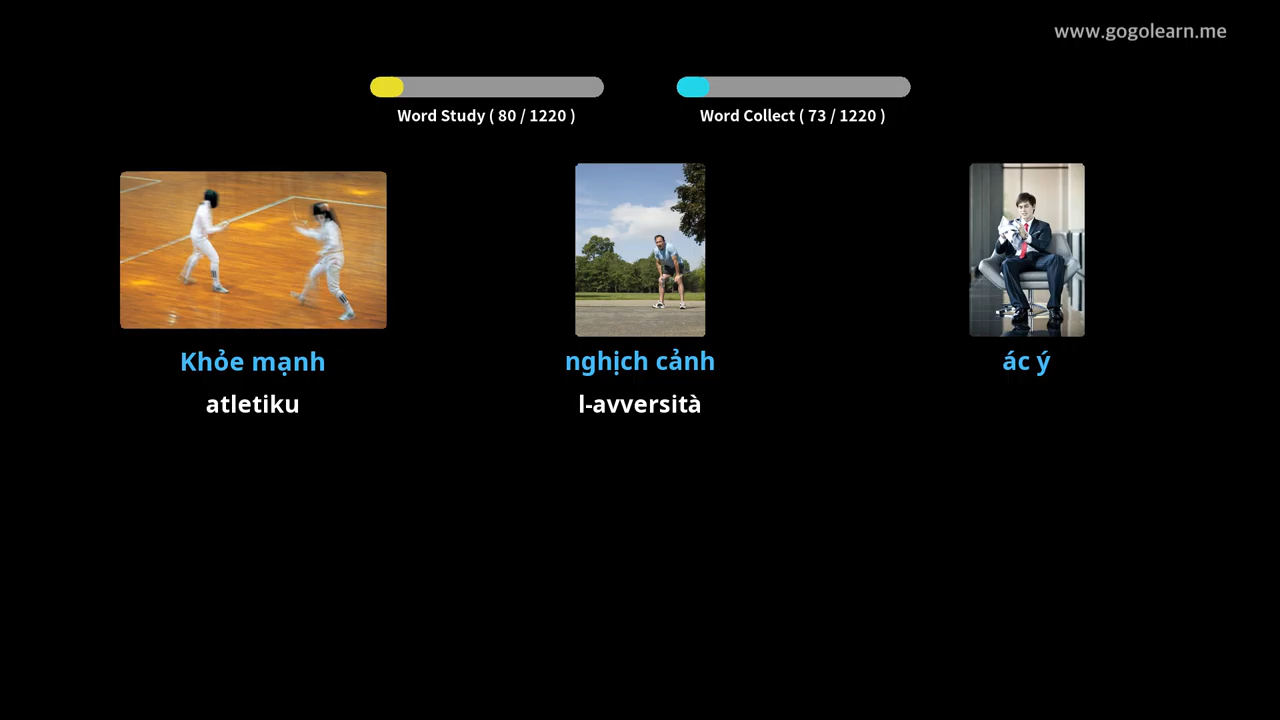 www.gogolearn.me
Word Study ( 80 / 1220 )
Word Collect ( 73 / 1220 )
Khỏe mạnh
nghịch cảnh
ác ý
atletiku
l-avversità